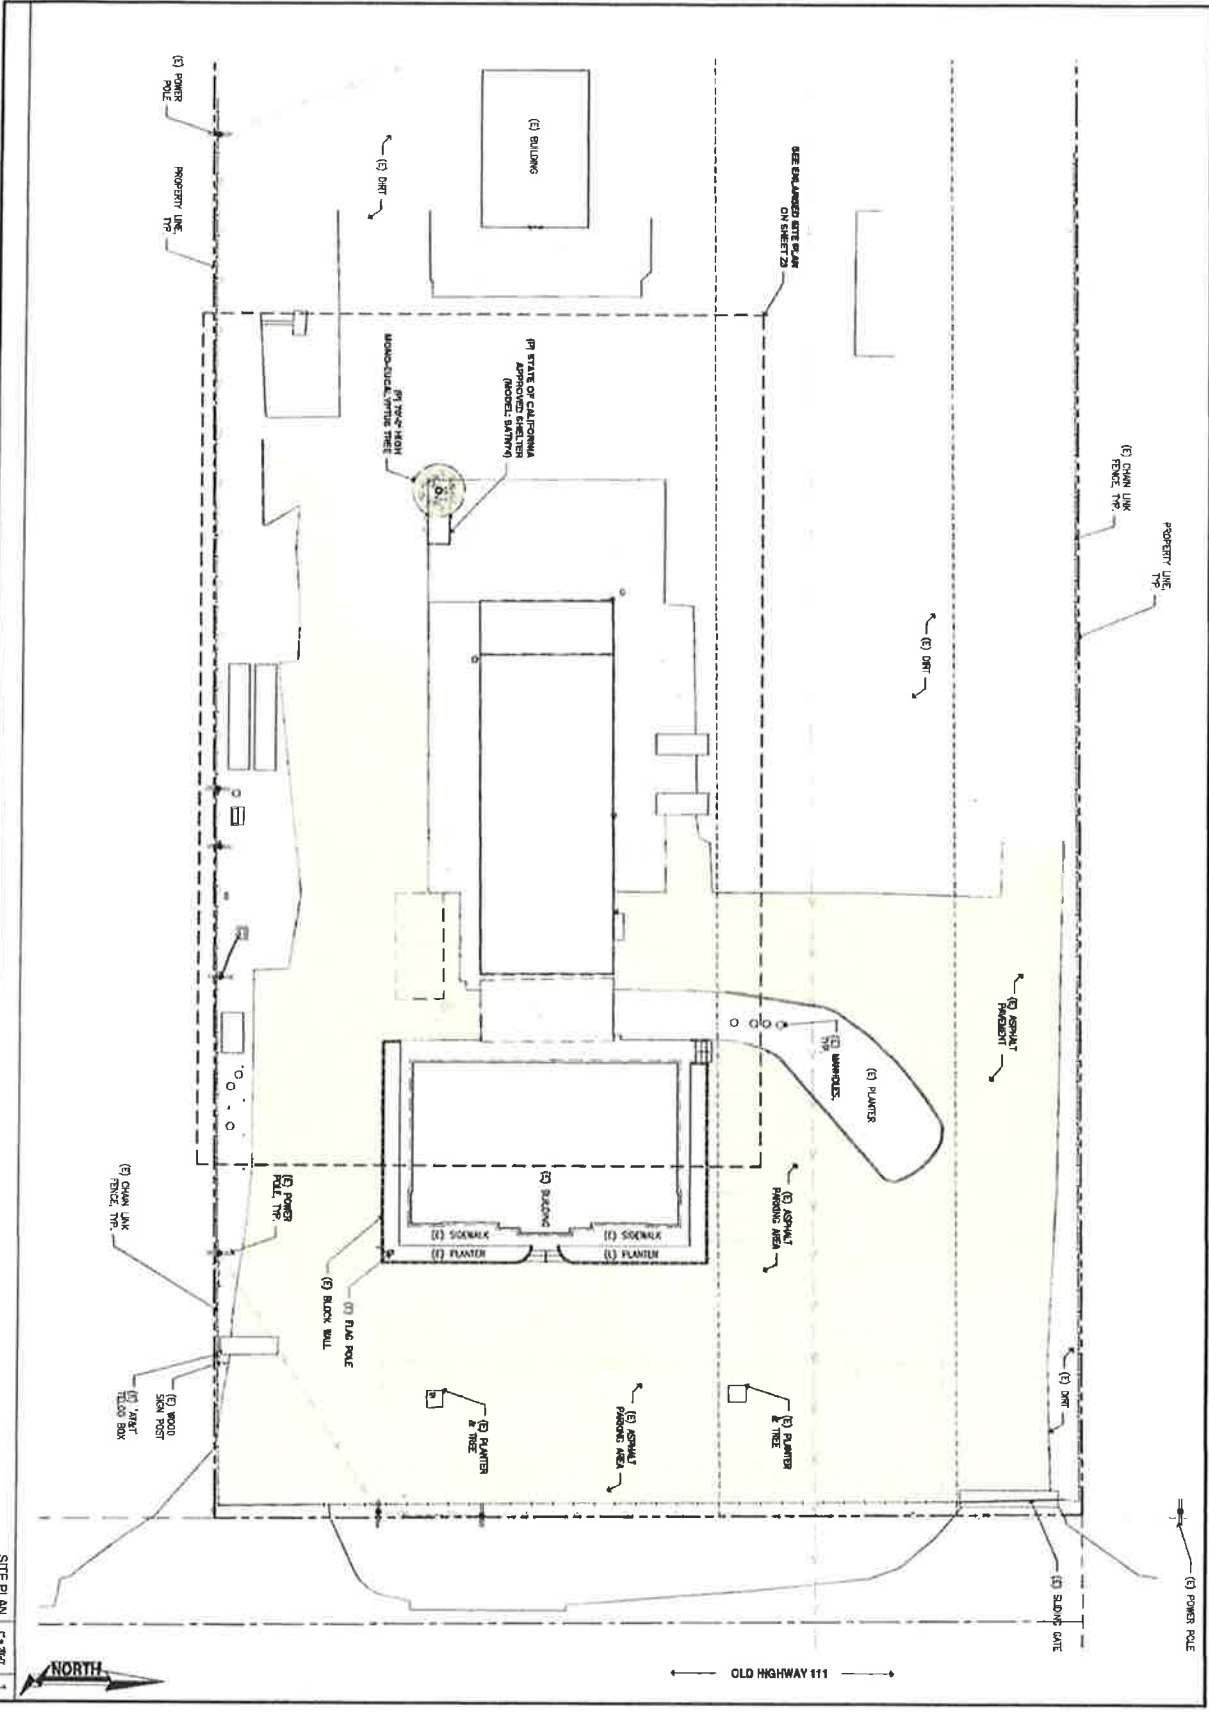 (E) POWER
POLE
PROPERTY LINE,
TYP.
(E) DIRT
(E) BUILDING
SEE ENLARGED SITE PLAN
ON SHEET Z3
(P) STATE OF CALIFORNIA
APPROVED SHELTER
(P) 70'-0" HIGH
MONO-EUCALYPTUS TREE
(E) CHAIN LINK
FENCE, TYP.
PROPERTY LINE,
TYP.
(E) DIRT
(E) ASPHALT
PAVEMENT
(E) MANHOLES,
TYP.
(E) PLANTER
(E) ASPHALT
PARKING AREA
(E) BUILDING
(E) SIDEWALK
(E) SIDEWALK
(E) PLANTER
(E) PLANTER
(E) POWER
POLE, TYP.
(E) CHAIN LINK
FENCE, TYP.
(E) BLOCK WALL
(E) FLAG POLE
(E) WOOD
SIGN POST
(E) 'AT&T'
TELCO BOX
(E) PLANTER
& TREE
(E) ASPHALT
PARKING AREA
(E) PLANTER
& TREE
(E) DIRT
(E) SLIDING GATE
(E) POWER POLE
OLD HIGHWAY 111
NORTH
SITE PLAN
1